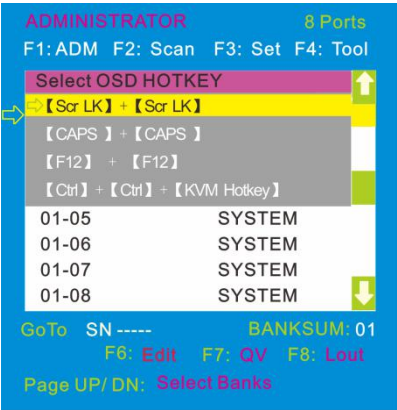 ADMINISTRATOR 8 Ports
F1: ADM F2: Scan F3: Set F4: Tool
Select OSD HOTKEY
【Scr LK】+【Scr LK】
【CAPS 】+【CAPS 】
【F12】 + 【F12】
【Ctrl】+【Ctrl】+【KVM Hotkey】
01-05 SYSTEM
01-06 SYSTEM
01-07 SYSTEM
01-08 SYSTEM
GoTo SN ----- BANKSUM: 01
F6: Edit F7: QV F8: Lout
Page UP/ DN: Select Banks